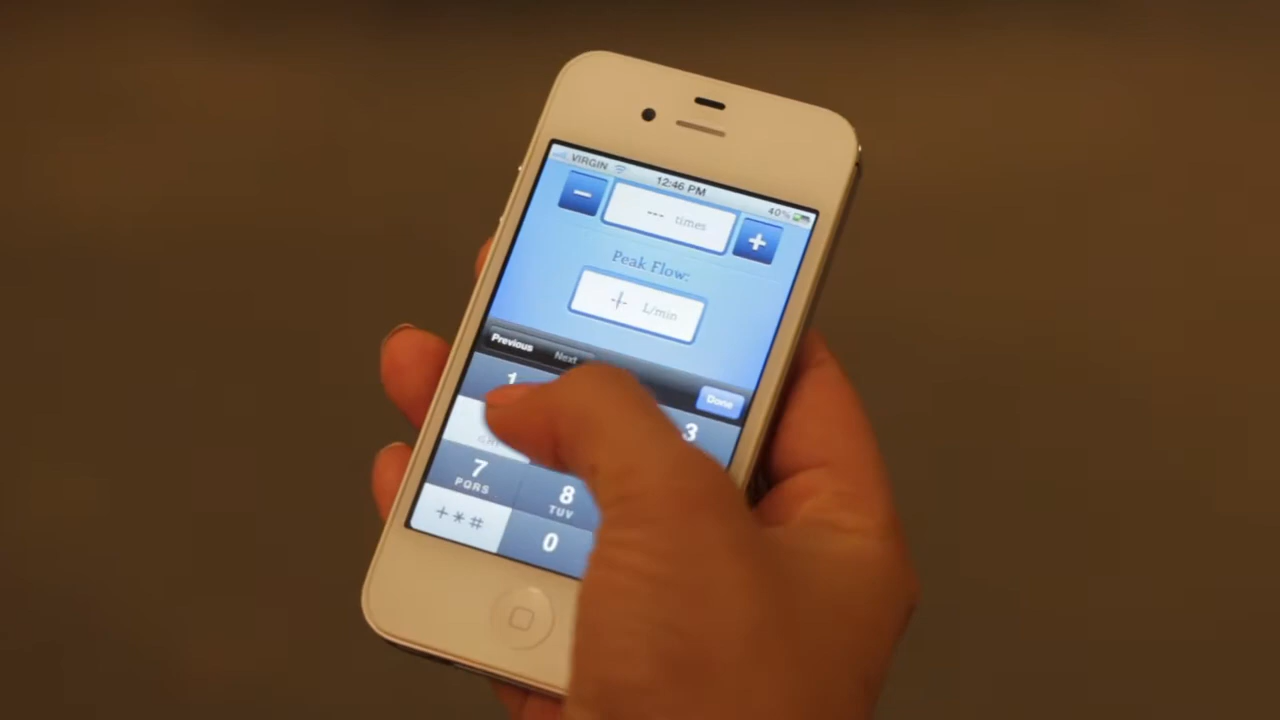 VIRGIN 12:46 PM 40%
− --- times +
Peak Flow:
L/min
Previous Next Done
1 3
7 8
PQRS TUV
+*# 0